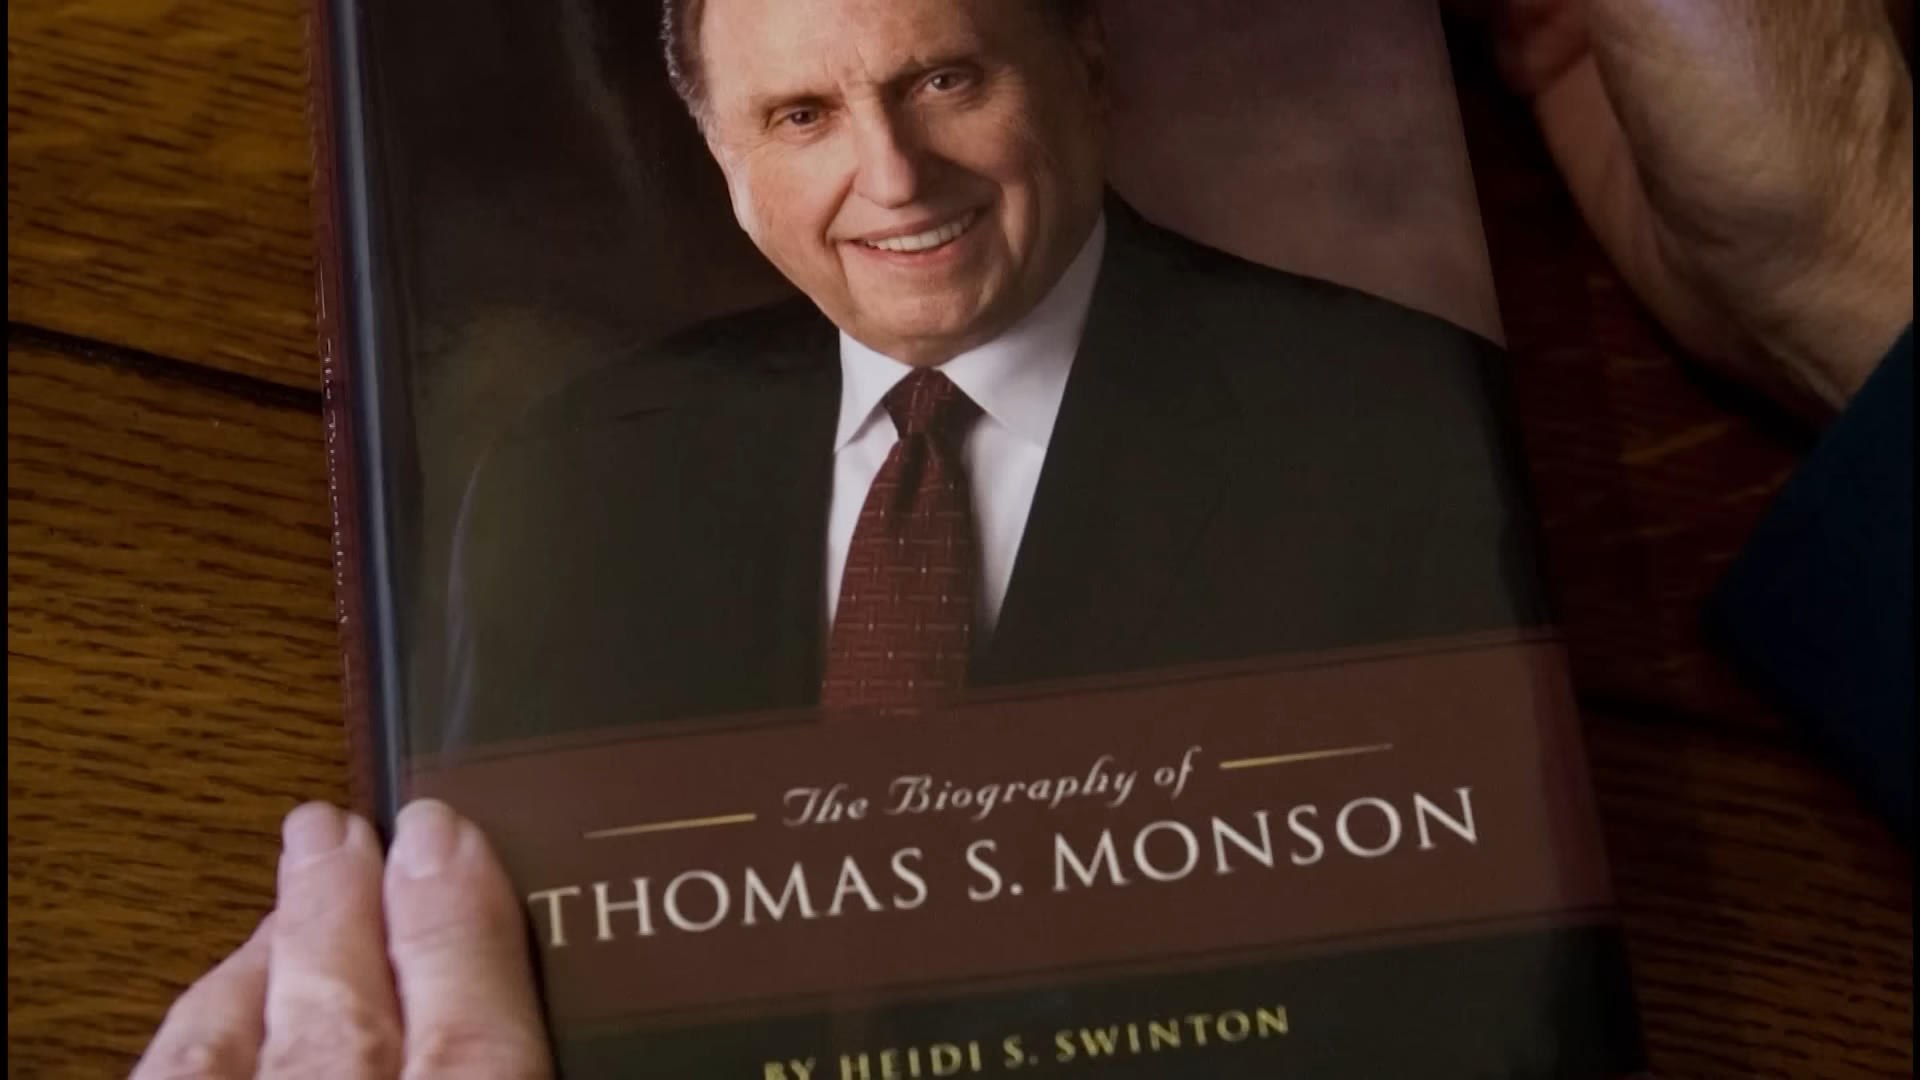 The Biography of
THOMAS S. MONSON
BY HEIDI S. SWINTON